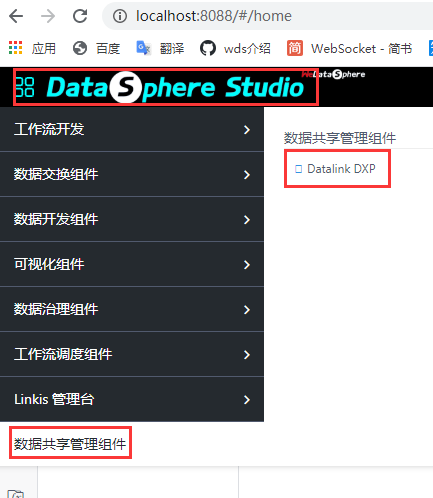 localhost:8088/#/home
应用 百度 翻译 wds介绍 简 WebSocket - 简书
DataSphere Studio WeDataSphere
工作流开发
数据共享管理组件
数据交换组件
Datalink DXP
数据开发组件
可视化组件
数据治理组件
工作流调度组件
Linkis 管理台
数据共享管理组件